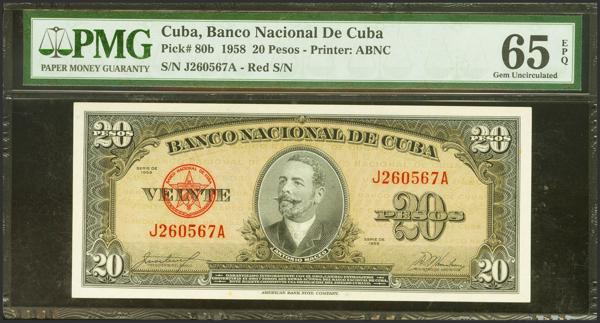 PMG
PAPER MONEY GUARANTY
Cuba, Banco Nacional De Cuba
Pick# 80b 1958 20 Pesos - Printer: ABNC
S/N J260567A - Red S/N
65 EPQ
Gem Uncirculated
20 PESOS
BANCO NACIONAL DE CUBA
20 PESOS
SERIE DE
1958
VEINTE
J260567A
J260567A
20
PESOS
SERIE DE
1958
ANTONIO MACEO
20
20
AMERICAN BANK NOTE COMPANY.